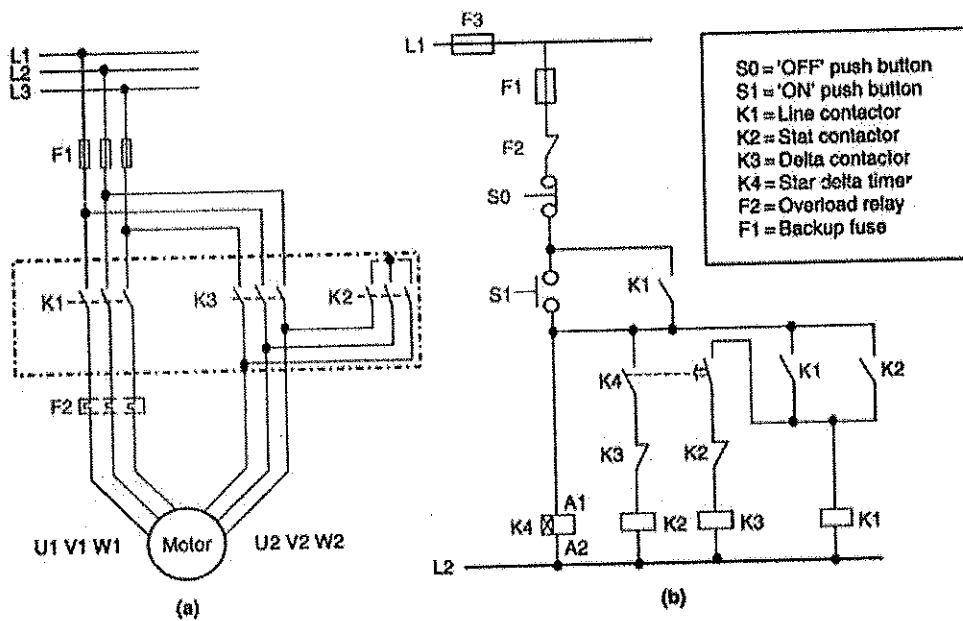 L1
L2
L3
F1
K1
K3
K2
F2
U1 V1 W1
Motor
U2 V2 W2
(a)
F3
L1
F1
F2
S0
S1
K1
K4
K1
K2
K3
K2
A1
K4
K2
K3
K1
A2
L2
(b)
S0 = 'OFF' push button
S1 = 'ON' push button
K1 = Line contactor
K2 = Stat contactor
K3 = Delta contactor
K4 = Star delta timer
F2 = Overload relay
F1 = Backup fuse